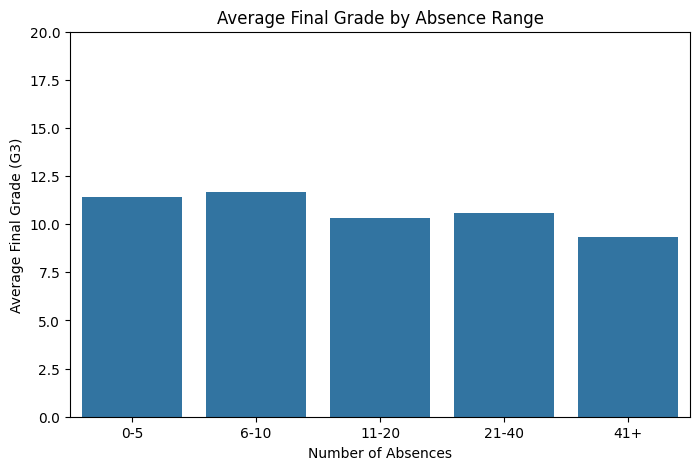 Average Final Grade by Absence Range
20.0
17.5
15.0
12.5
10.0
7.5
5.0
2.5
0.0
Average Final Grade (G3)
0-5 6-10 11-20 21-40 41+
Number of Absences